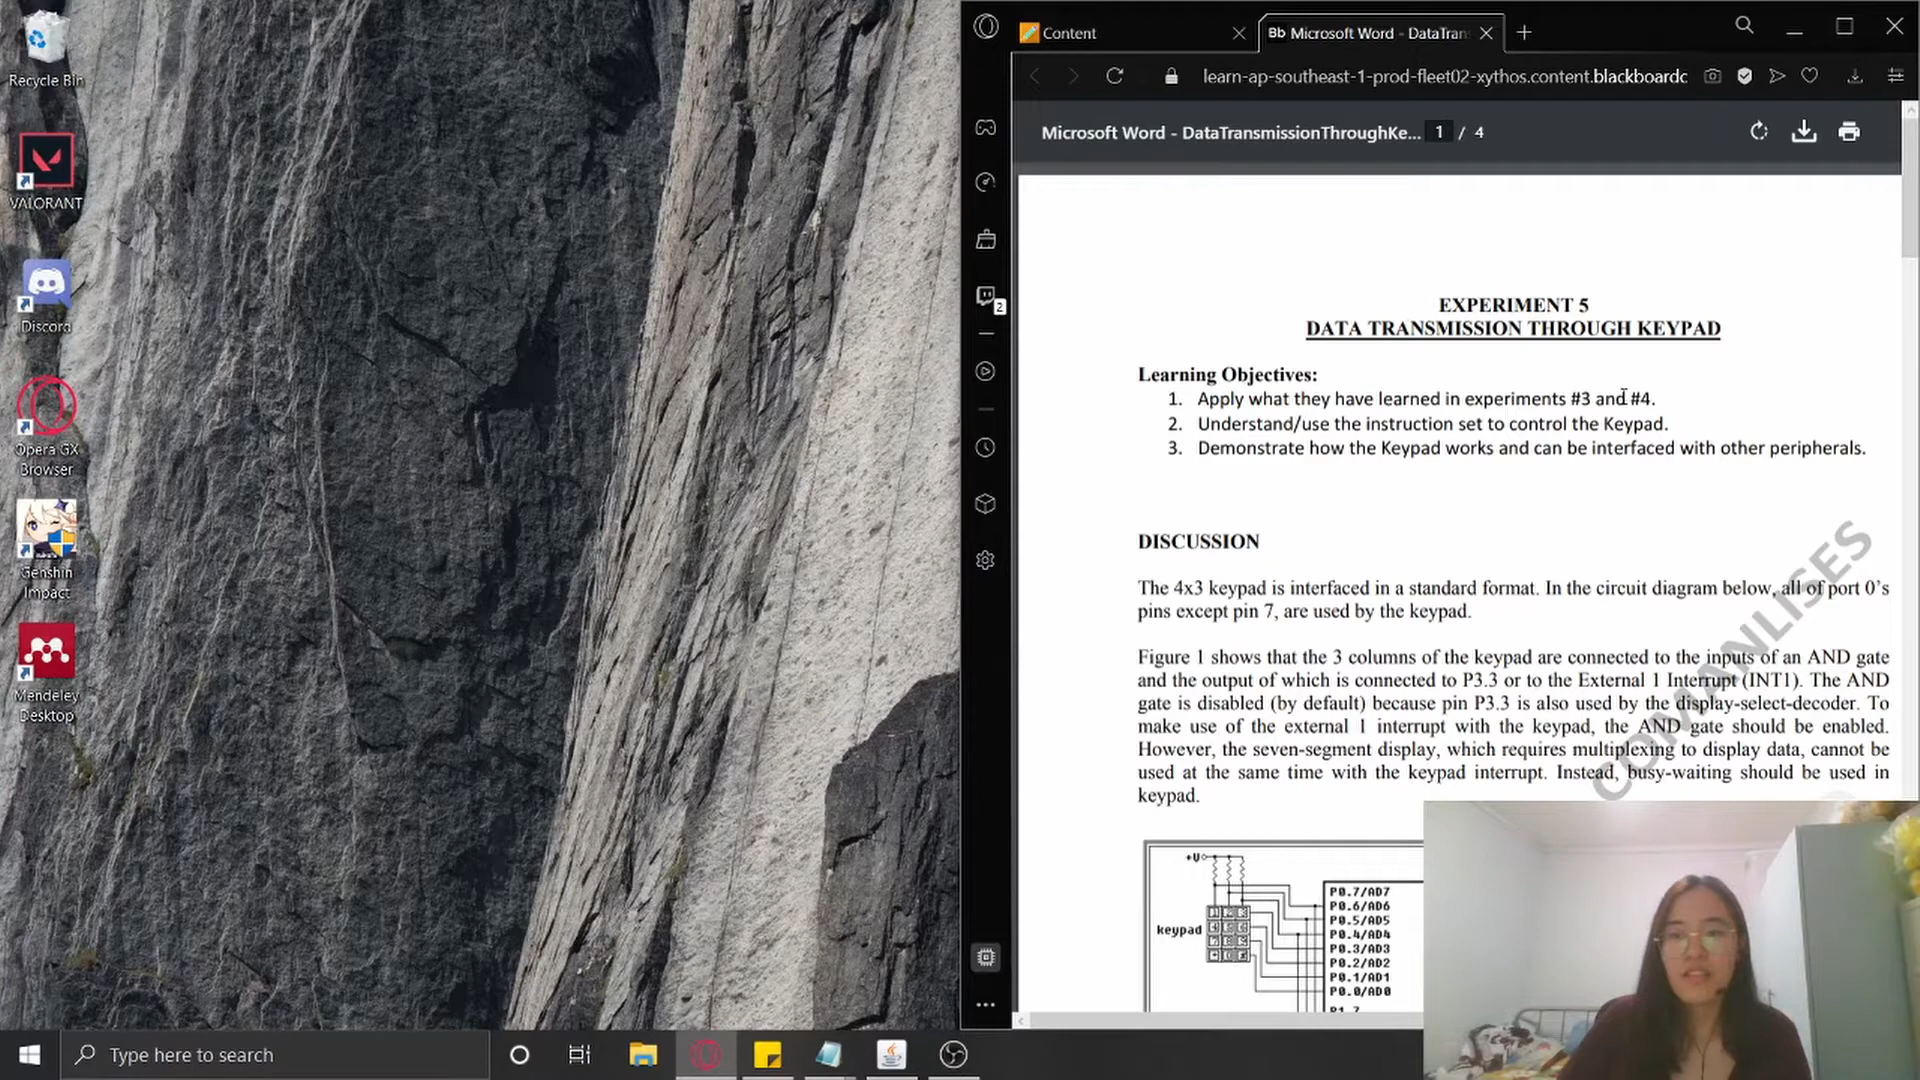 Recycle Bin
VALORANT
Discord
Opera GX
Browser
Genshin
Impact
Mendeley
Desktop
Content
Bb Microsoft Word - DataTran
learn-ap-southeast-1-prod-fleet02-xythos.content.blackboardc
2
Microsoft Word - DataTransmissionThroughKe... 1 / 4
EXPERIMENT 5
DATA TRANSMISSION THROUGH KEYPAD
Learning Objectives:
1. Apply what they have learned in experiments #3 and #4.
2. Understand/use the instruction set to control the Keypad.
3. Demonstrate how the Keypad works and can be interfaced with other peripherals.
DISCUSSION
The 4x3 keypad is interfaced in a standard format. In the circuit diagram below, all of port 0's
pins except pin 7, are used by the keypad.
Figure 1 shows that the 3 columns of the keypad are connected to the inputs of an AND gate
and the output of which is connected to P3.3 or to the External 1 Interrupt (INT1). The AND
gate is disabled (by default) because pin P3.3 is also used by the display-select-decoder. To
make use of the external 1 interrupt with the keypad, the AND gate should be enabled.
However, the seven-segment display, which requires multiplexing to display data, cannot be
used at the same time with the keypad interrupt. Instead, busy-waiting should be used in
keypad.
COMANLISES
+U
keypad
P0.7/AD7
P0.6/AD6
P0.5/AD5
P0.4/AD4
P0.3/AD3
P0.2/AD2
P0.1/AD1
P0.0/AD0
Type here to search